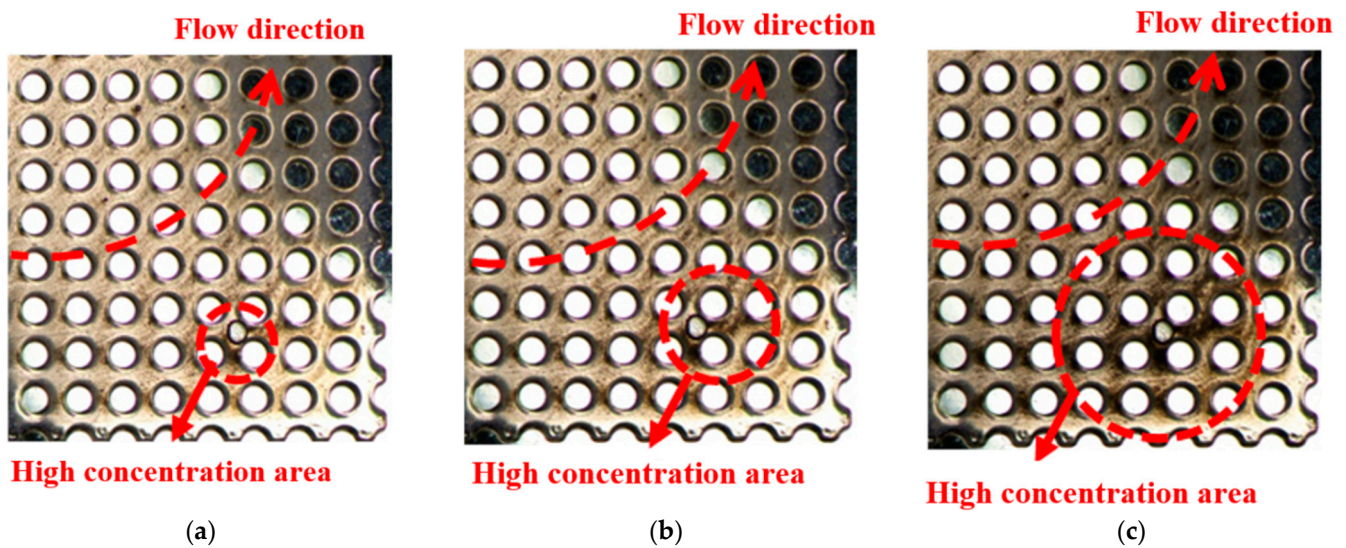 Flow direction
Flow direction
Flow direction
High concentration area
High concentration area
High concentration area
(a)
(b)
(c)